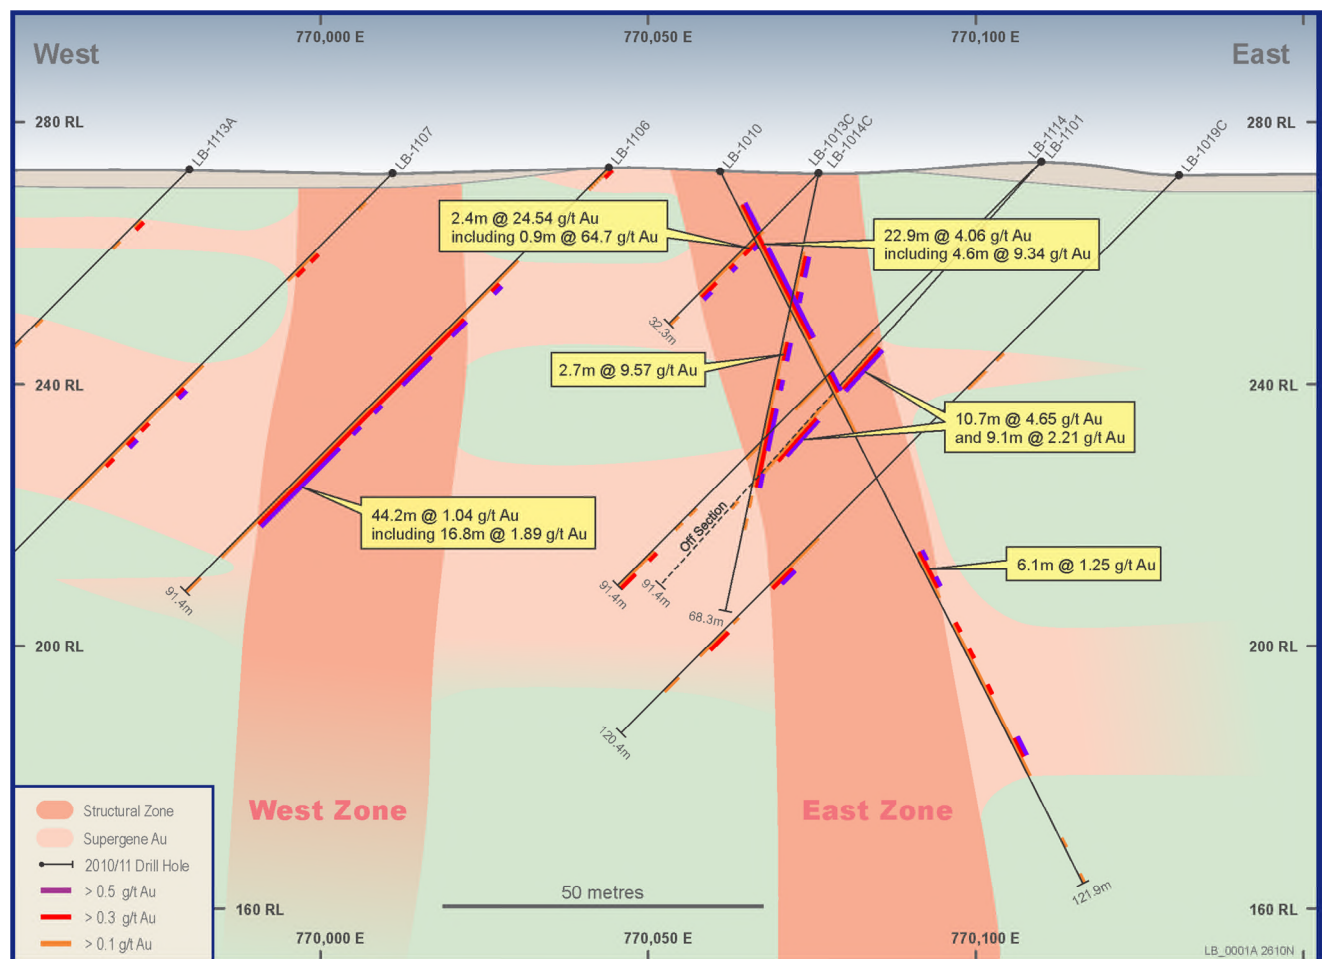 770,000 E
770,050 E
770,100 E
West
East
280 RL
280 RL
LB-1113A
LB-1107
LB-1106
LB-1010
LB-1013C
LB-1014C
LB-1114
LB-1101
LB-1019C
2.4m @ 24.54 g/t Au
including 0.9m @ 64.7 g/t Au
22.9m @ 4.06 g/t Au
including 4.6m @ 9.34 g/t Au
32.3m
2.7m @ 9.57 g/t Au
240 RL
240 RL
10.7m @ 4.65 g/t Au
and 9.1m @ 2.21 g/t Au
44.2m @ 1.04 g/t Au
including 16.8m @ 1.89 g/t Au
Off Section
6.1m @ 1.25 g/t Au
91.4m
91.4m
91.4m
68.3m
200 RL
200 RL
120.4m
West Zone
East Zone
Structural Zone
Supergene Au
2010/11 Drill Hole
> 0.5 g/t Au
> 0.3 g/t Au
> 0.1 g/t Au
50 metres
121.9m
160 RL
160 RL
770,000 E
770,050 E
770,100 E
LB_0001A 2610N